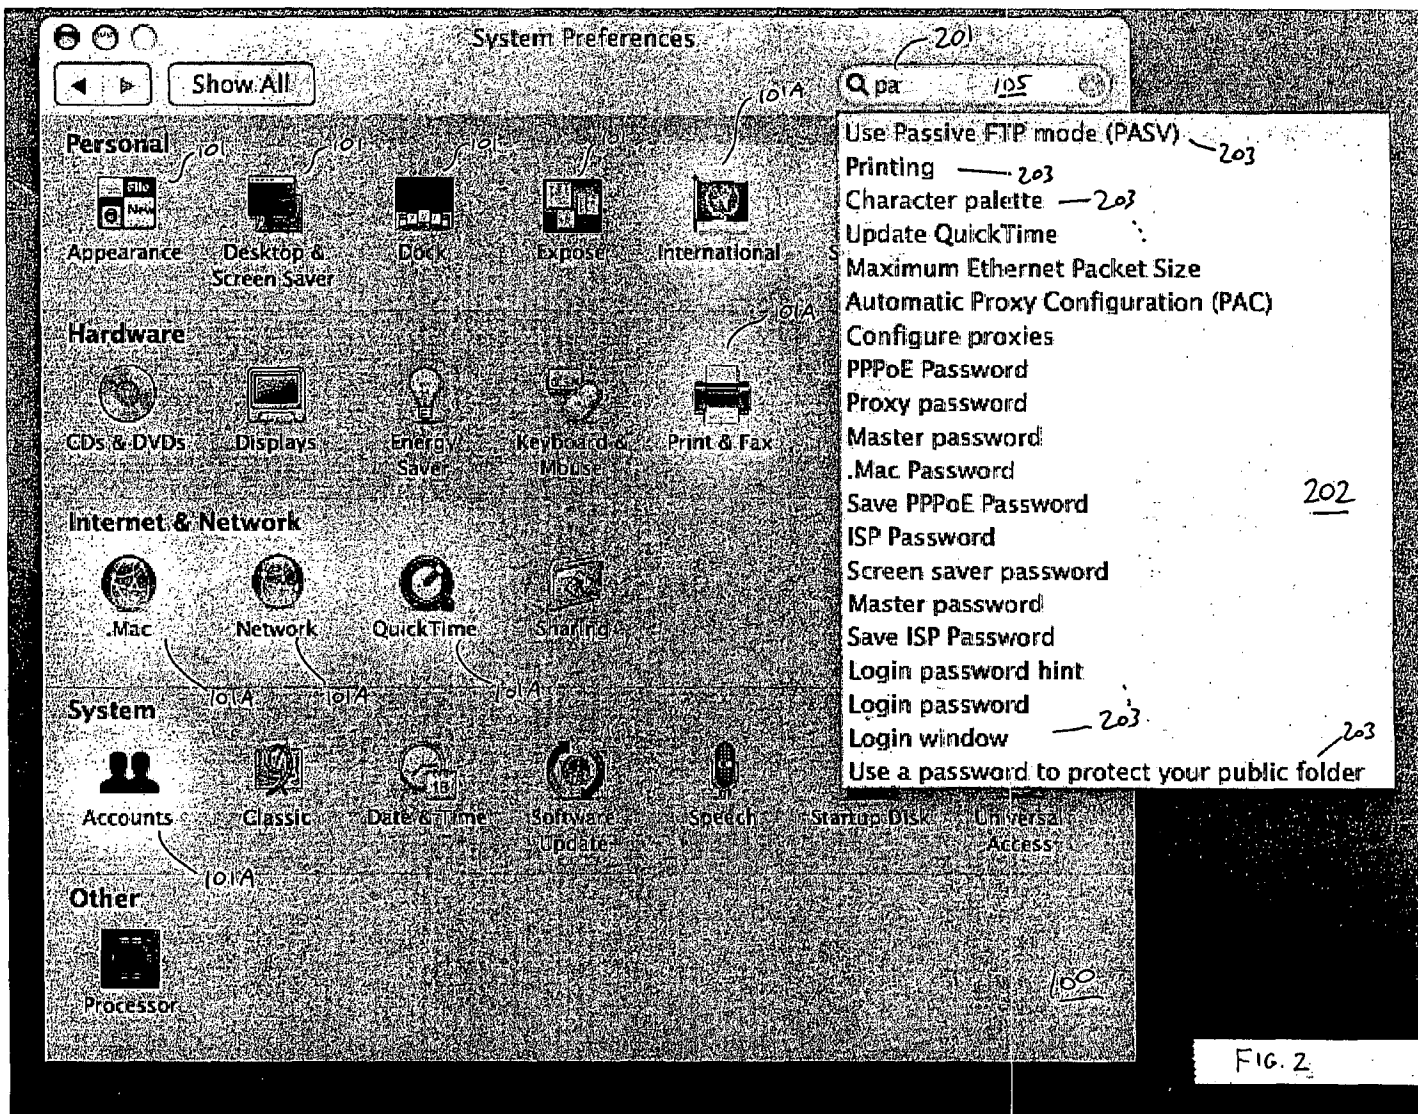 System Preferences
201
Show All
pa
105
101A
Personal
101
101
101
Use Passive FTP mode (PASV)
203
Printing
203
Character palette
203
Update QuickTime
Maximum Ethernet Packet Size
Automatic Proxy Configuration (PAC)
Configure proxies
PPPoE Password
Proxy password
Master password
.Mac Password
Save PPPoE Password
ISP Password
Screen saver password
Master password
Save ISP Password
Login password hint
Login password
Login window
203
Use a password to protect your public folder
203
202
Appearance
Desktop &
Screen Saver
Dock
Expose
International
S
Hardware
01A
CDs & DVDs
Displays
Energy
Saver
Keyboard &
Mouse
Print & Fax
Internet & Network
.Mac
Network
QuickTime
Sharing
101A
101A
101A
System
Accounts
Classic
Date & Time
Software
Update
Speech
Startup Disk
Universal
Access
101A
Other
Processor
100
FIG. 2